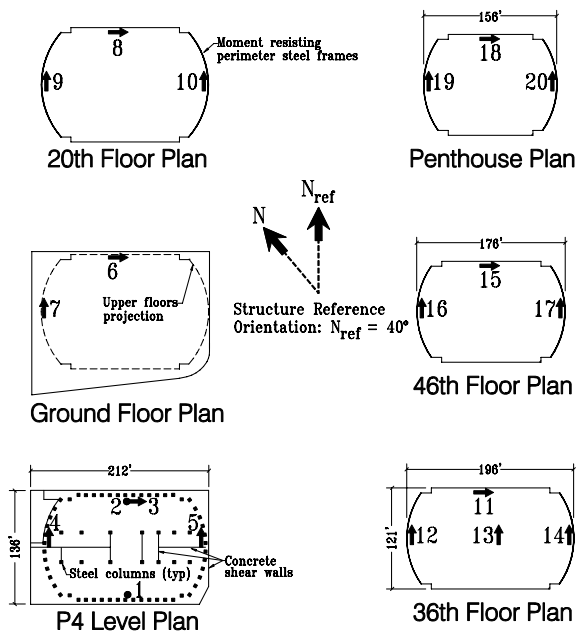 8
9
10
Moment resisting
perimeter steel frames
20th Floor Plan
156'
18
19
20
Penthouse Plan
N
Nref
Structure Reference
Orientation: Nref = 40°
6
7
Upper floors
projection
Ground Floor Plan
176'
15
16
17
46th Floor Plan
212'
136'
2
3
4
5
Steel columns (typ)
Concrete
shear walls
1
P4 Level Plan
196'
121'
11
12
13
14
36th Floor Plan